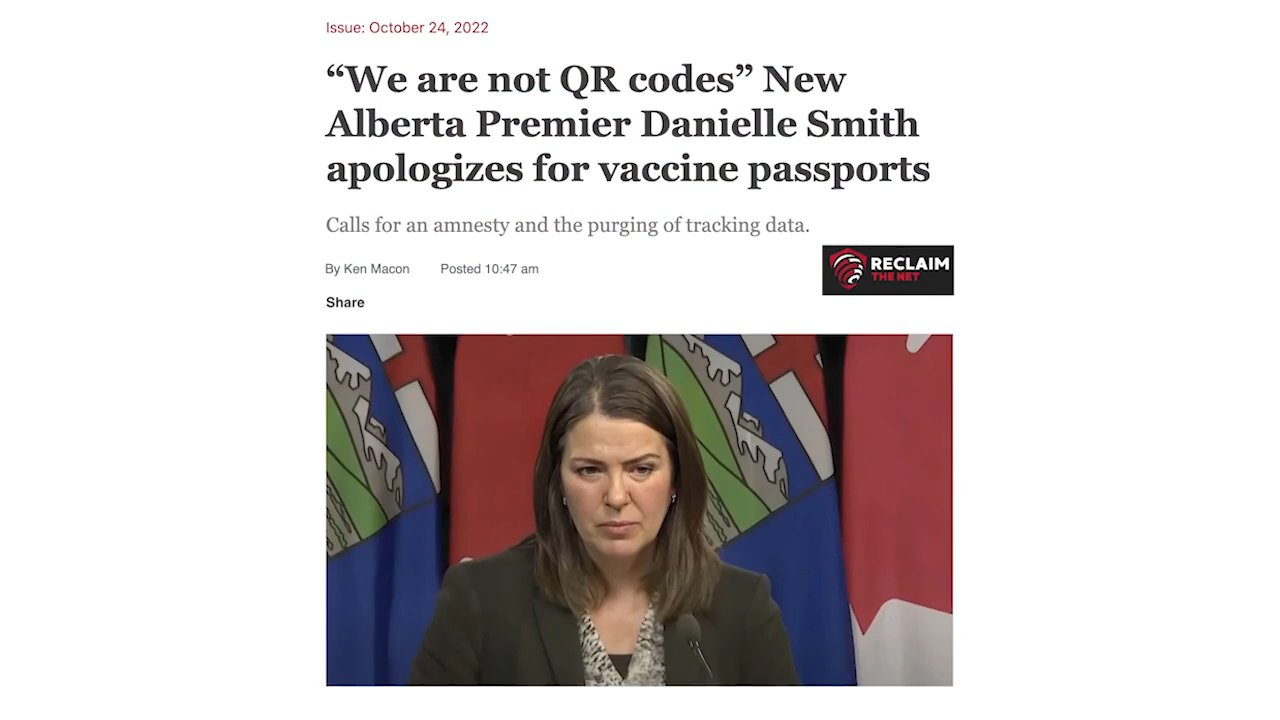 Issue: October 24, 2022
“We are not QR codes” New
Alberta Premier Danielle Smith
apologizes for vaccine passports
Calls for an amnesty and the purging of tracking data.
By Ken Macon Posted 10:47 am
RECLAIM
THE NET
Share